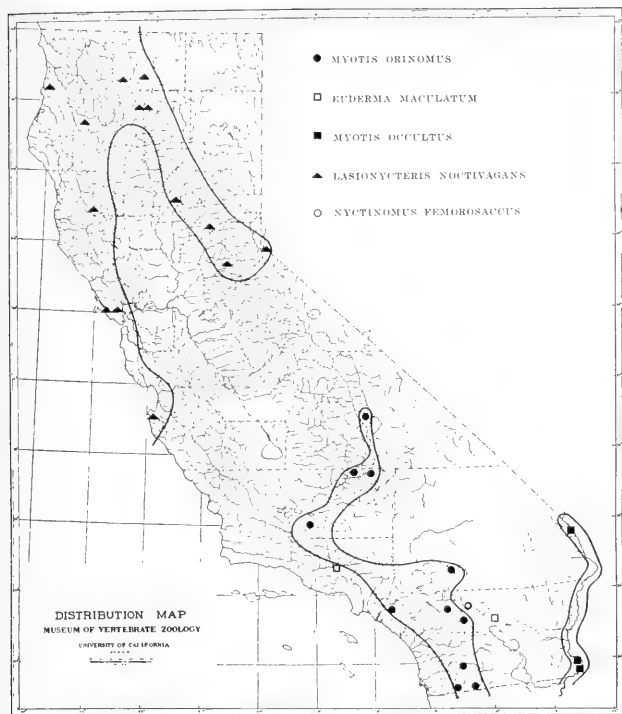 MYOTIS ORINOMUS
EUDERMA MACULATUM
MYOTIS OCCULTUS
LASIONYCTERIS NOCTIVAGANS
NYCTINOMUS FEMOROSACCUS
DISTRIBUTION MAP
MUSEUM OF VERTEBRATE ZOOLOGY
UNIVERSITY OF CALIFORNIA